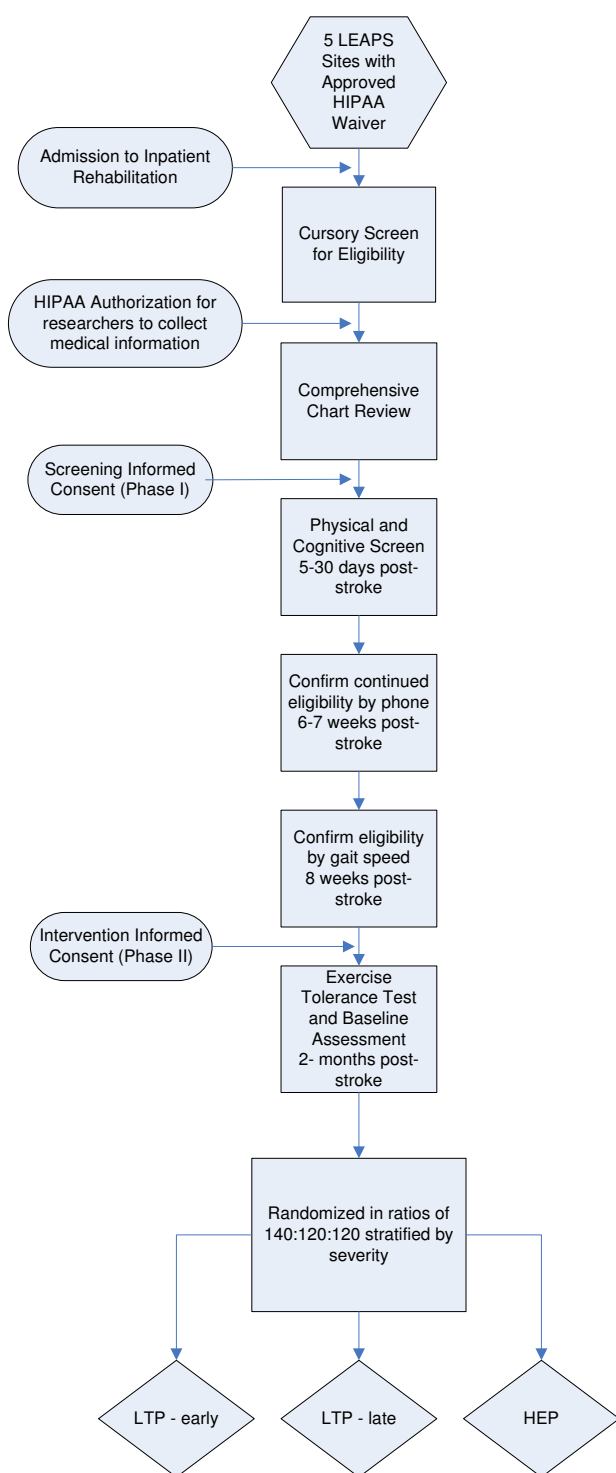 5 LEAPS
Sites with
Approved
HIPAA
Waiver
Admission to Inpatient
Rehabilitation
Cursory Screen
for Eligibility
HIPAA Authorization for
researchers to collect
medical information
Comprehensive
Chart Review
Screening Informed
Consent (Phase I)
Physical and
Cognitive Screen
5-30 days post-
stroke
Confirm continued
eligibility by phone
6-7 weeks post-
stroke
Confirm eligibility
by gait speed
8 weeks post-
stroke
Intervention Informed
Consent (Phase II)
Exercise
Tolerance Test
and Baseline
Assessment
2- months post-
stroke
Randomized in ratios of
140:120:120 stratified by
severity
LTP - early
LTP - late
HEP